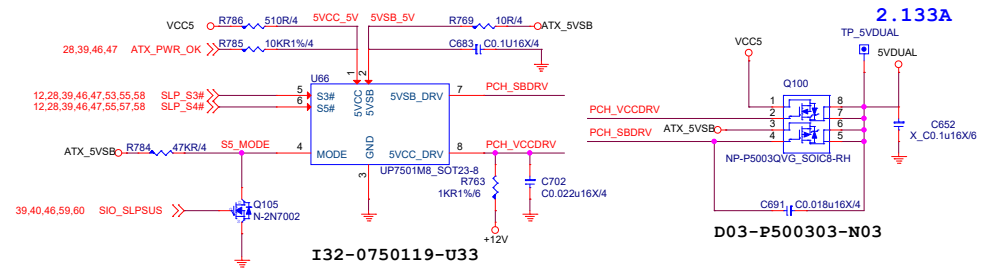 2.133A
VCC5 R786 510R/4 5VCC_5V 5VSB_5V R769 10R/4 ATX_5VSB
28,39,46,47 ATX_PWR_OK R785 10KR1%/4 C683 C0.1U16X/4
VCC5 TP_5VDUAL 5VDUAL
U66
1 2
5VCC 5VSB
12,28,39,46,47,53,55,58 SLP_S3# 5 S3# 5VSB_DRV 7 PCH_SBDRV
12,28,39,46,47,55,57,58 SLP_S4# 6 S5#
Q100
1 8
PCH_VCCDRV 2 7
ATX_5VSB 3 6
PCH_SBDRV 4 5
C652
X_C0.1u16X/6
NP-P5003QVG_SOIC8-RH
ATX_5VSB R784 47KR/4 S5_MODE 4 MODE GND 5VCC_DRV 8 PCH_VCCDRV
3
UP7501M8_SOT23-8
R763
1KR1%/6
C702
C0.022u16X/4
39,40,46,59,60 SIO_SLPSUS
Q105
N-2N7002
+12V
C691 C0.018u16X/4
D03-P500303-N03
I32-0750119-U33